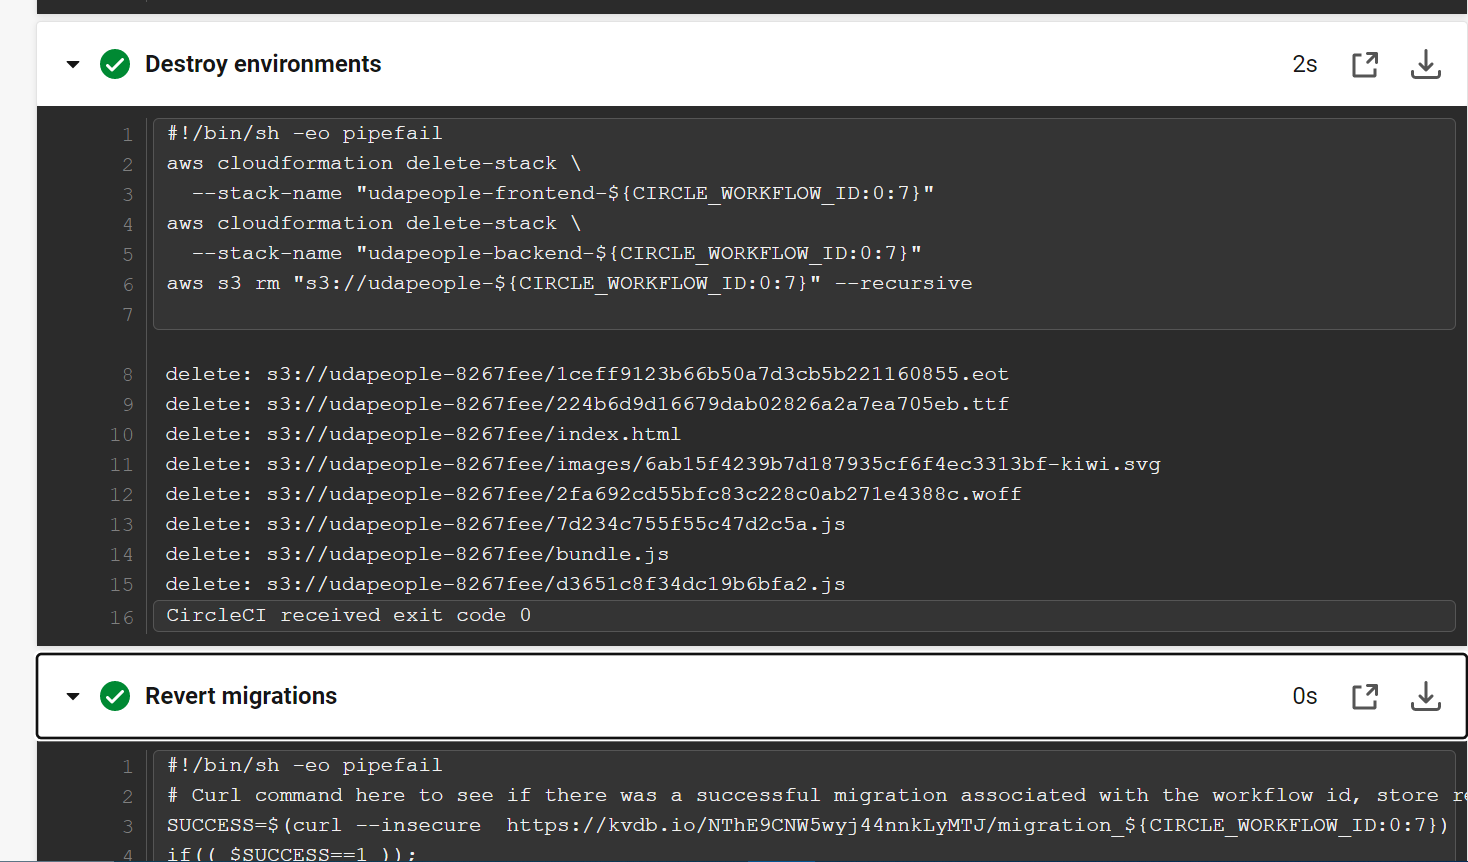 Destroy environments 2s
1 #!/bin/sh -eo pipefail
2 aws cloudformation delete-stack \
3 --stack-name "udapeople-frontend-${CIRCLE_WORKFLOW_ID:0:7}"
4 aws cloudformation delete-stack \
5 --stack-name "udapeople-backend-${CIRCLE_WORKFLOW_ID:0:7}"
6 aws s3 rm "s3://udapeople-${CIRCLE_WORKFLOW_ID:0:7}" --recursive
7
8 delete: s3://udapeople-8267fee/1ceff9123b66b50a7d3cb5b221160855.eot
9 delete: s3://udapeople-8267fee/224b6d9d16679dab02826a2a7ea705eb.ttf
10 delete: s3://udapeople-8267fee/index.html
11 delete: s3://udapeople-8267fee/images/6ab15f4239b7d187935cf6f4ec3313bf-kiwi.svg
12 delete: s3://udapeople-8267fee/2fa692cd55bfc83c228c0ab271e4388c.woff
13 delete: s3://udapeople-8267fee/7d234c755f55c47d2c5a.js
14 delete: s3://udapeople-8267fee/bundle.js
15 delete: s3://udapeople-8267fee/d3651c8f34dc19b6bfa2.js
16 CircleCI received exit code 0
Revert migrations 0s
1 #!/bin/sh -eo pipefail
2 # Curl command here to see if there was a successful migration associated with the workflow id, store
3 SUCCESS=$(curl --insecure  https://kvdb.io/NThE9CNW5wyj44nnkLyMTJ/migration_${CIRCLE_WORKFLOW_ID:0:7})
4 if(( $SUCCESS==1 ));